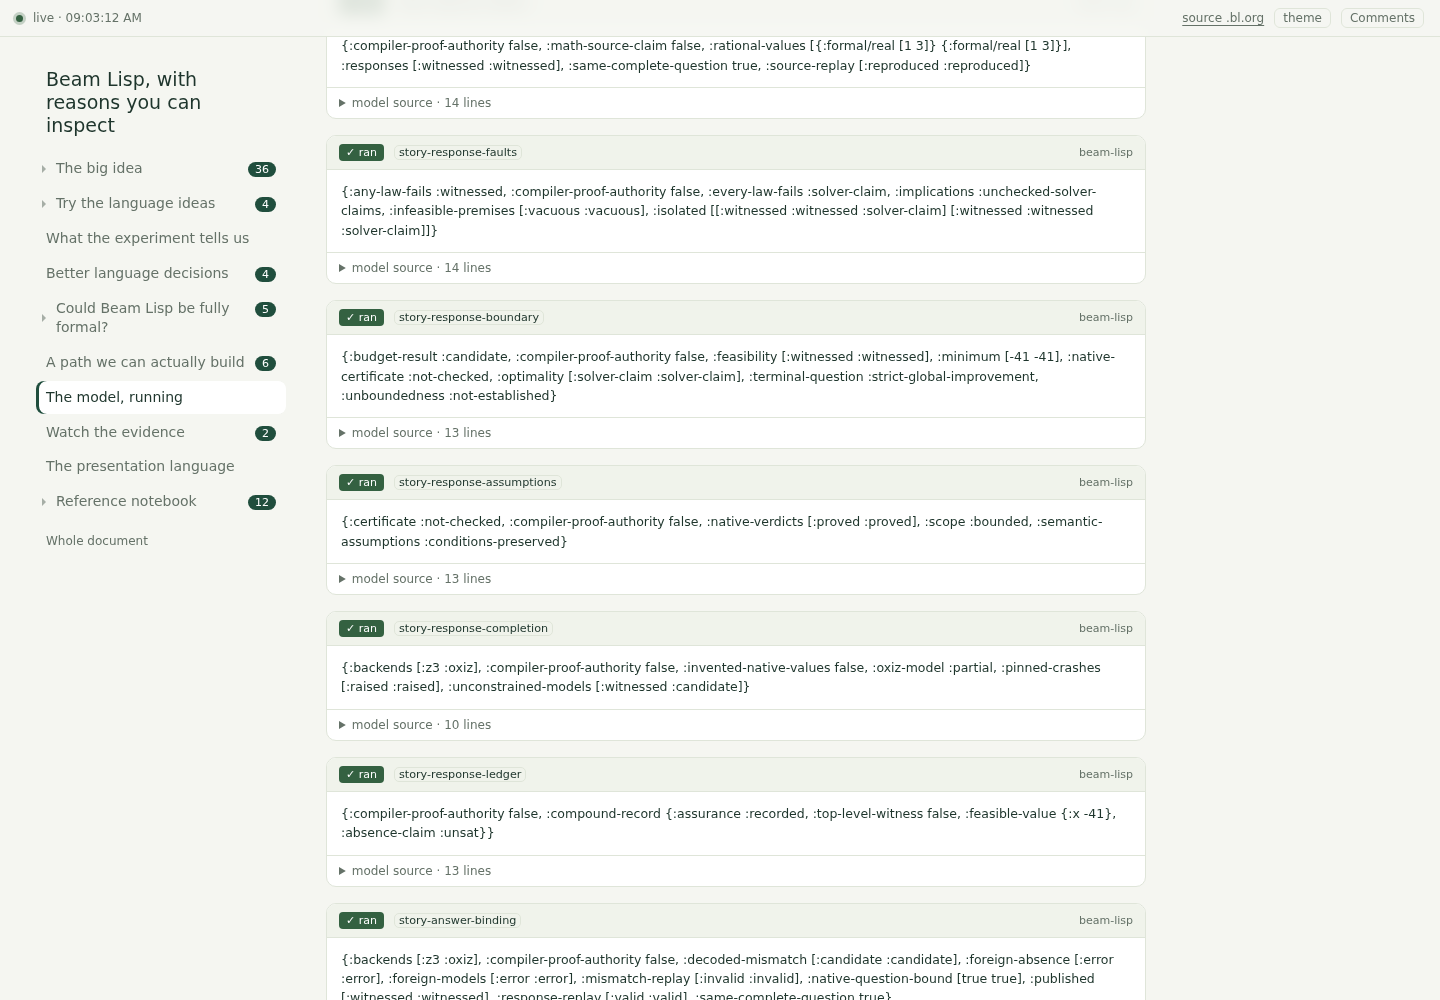 live · 09:03:12 AM
source .bl.org
theme
Comments
Beam Lisp, with
reasons you can
inspect
The big idea
36
Try the language ideas
4
What the experiment tells us
Better language decisions
4
Could Beam Lisp be fully
formal?
5
A path we can actually build
6
The model, running
Watch the evidence
2
The presentation language
Reference notebook
12
Whole document
{:compiler-proof-authority false, :math-source-claim false, :rational-values [{:formal/real [1 3]} {:formal/real [1 3]}],
:responses [:witnessed :witnessed], :same-complete-question true, :source-replay [:reproduced :reproduced]}
▶ model source · 14 lines
✓ ran
story-response-faults
beam-lisp
{:any-law-fails :witnessed, :compiler-proof-authority false, :every-law-fails :solver-claim, :implications :unchecked-solver-
claims, :infeasible-premises [:vacuous :vacuous], :isolated [[:witnessed :witnessed :solver-claim] [:witnessed :witnessed
:solver-claim]]}
▶ model source · 14 lines
✓ ran
story-response-boundary
beam-lisp
{:budget-result :candidate, :compiler-proof-authority false, :feasibility [:witnessed :witnessed], :minimum [-41 -41], :native-
certificate :not-checked, :optimality [:solver-claim :solver-claim], :terminal-question :strict-global-improvement,
:unboundedness :not-established}
▶ model source · 13 lines
✓ ran
story-response-assumptions
beam-lisp
{:certificate :not-checked, :compiler-proof-authority false, :native-verdicts [:proved :proved], :scope :bounded, :semantic-
assumptions :conditions-preserved}
▶ model source · 13 lines
✓ ran
story-response-completion
beam-lisp
{:backends [:z3 :oxiz], :compiler-proof-authority false, :invented-native-values false, :oxiz-model :partial, :pinned-crashes
[:raised :raised], :unconstrained-models [:witnessed :candidate]}
▶ model source · 10 lines
✓ ran
story-response-ledger
beam-lisp
{:compiler-proof-authority false, :compound-record {:assurance :recorded, :top-level-witness false, :feasible-value {:x -41},
:absence-claim :unsat}}
▶ model source · 13 lines
✓ ran
story-answer-binding
beam-lisp
{:backends [:z3 :oxiz], :compiler-proof-authority false, :decoded-mismatch [:candidate :candidate], :foreign-absence [:error
:error], :foreign-models [:error :error], :mismatch-replay [:invalid :invalid], :native-question-bound [true true], :published
[:witnessed :witnessed], :response-replay [:valid :valid], :same-complete-question true}